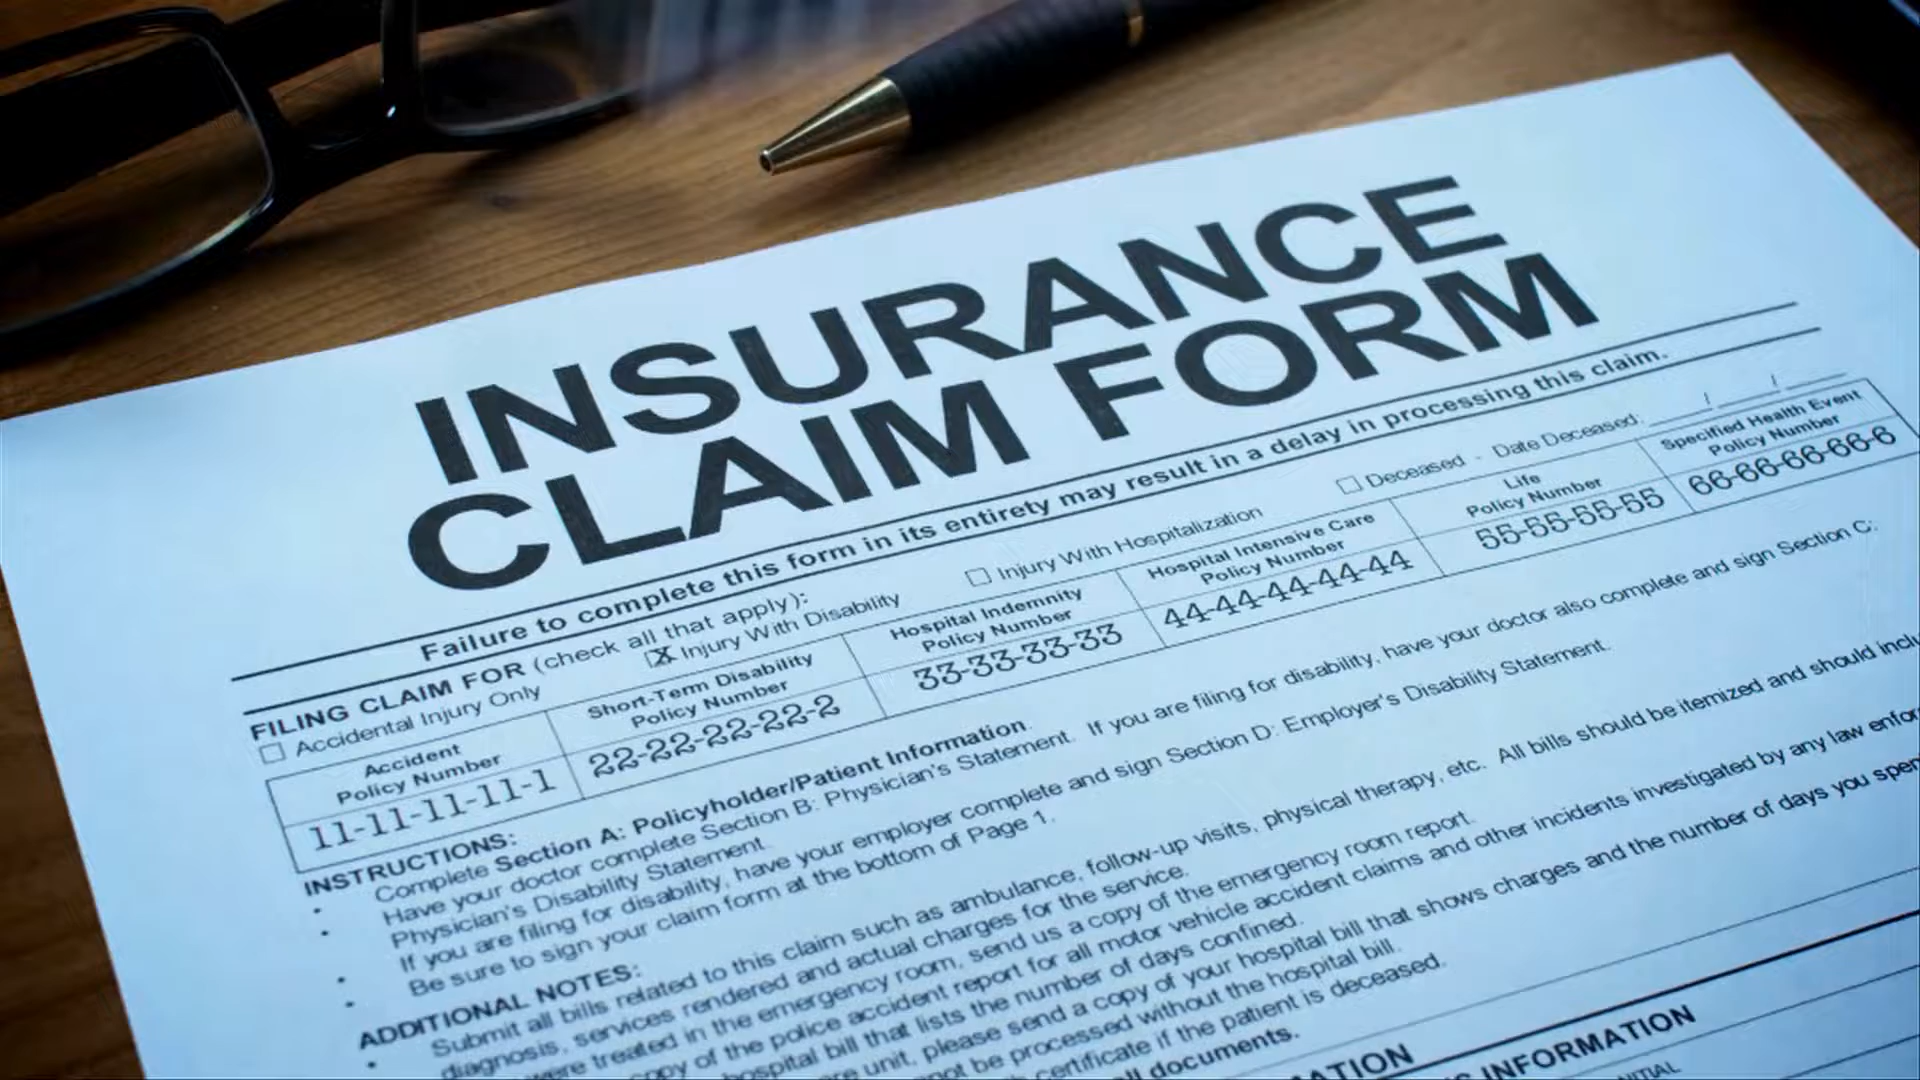 INSURANCE
CLAIM FORM
Failure to complete this form in its entirety may result in a delay in processing this claim.
FILING CLAIM FOR (check all that apply):
☐ Accidental Injury Only ☒ Injury With Disability ☐ Injury With Hospitalization ☐ Deceased - Date Deceased: ___/___/___
Accident
Policy Number
11-11-11-11-1
Short-Term Disability
Policy Number
22-22-22-22-2
Hospital Indemnity
Policy Number
33-33-33-33
Hospital Intensive Care
Policy Number
44-44-44-44-44
Life
Policy Number
55-55-55-55
Specified Health Event
Policy Number
66-66-66-66-6
INSTRUCTIONS:
• Complete Section A: Policyholder/Patient Information.
• Have your doctor complete Section B: Physician's Statement. If you are filing for disability, have your doctor also complete and sign Section C:
Physician's Disability Statement.
• If you are filing for disability, have your employer complete and sign Section D: Employer's Disability Statement.
• Be sure to sign your claim form at the bottom of Page 1.
ADDITIONAL NOTES:
• Submit all bills related to this claim such as ambulance, follow-up visits, physical therapy, etc. All bills should be itemized and should
diagnosis, services rendered and actual charges for the service.
were treated in the emergency room, send us a copy of the emergency room report.
copy of the police accident report for all motor vehicle accident claims and other incidents investigated by any law
hospital bill that lists the number of days confined.
unit, please send a copy of your hospital bill that shows charges and the number of days you
be processed without the hospital bill.
certificate if the patient is deceased.
documents.
INFORMATION